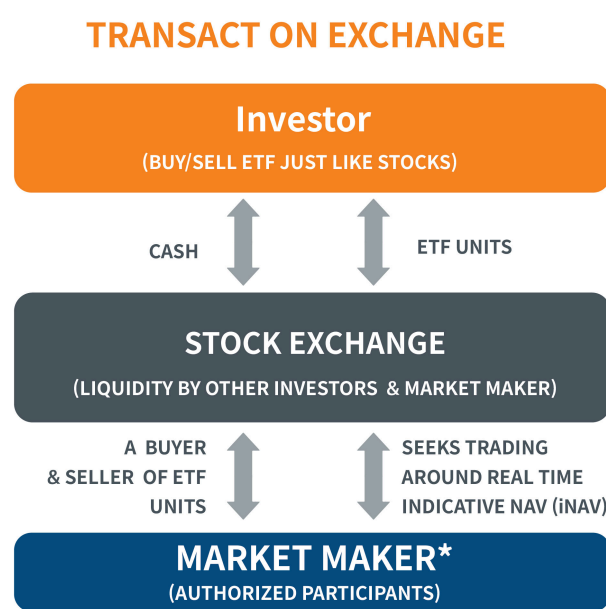 TRANSACT ON EXCHANGE
Investor
(BUY/SELL ETF JUST LIKE STOCKS)
CASH
ETF UNITS
STOCK EXCHANGE
(LIQUIDITY BY OTHER INVESTORS & MARKET MAKER)
A BUYER
& SELLER OF ETF
UNITS
SEEKS TRADING
AROUND REAL TIME
INDICATIVE NAV (iNAV)
MARKET MAKER*
(AUTHORIZED PARTICIPANTS)